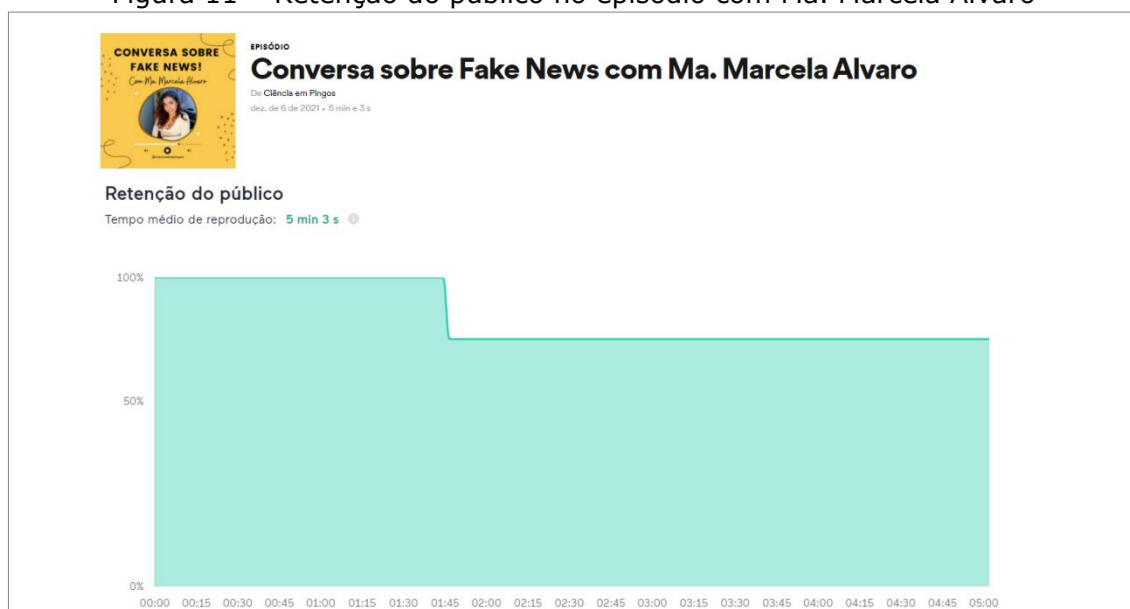 Figura 11 – Retenção do público no episódio com Ma. Marcela Alvaro
CONVERSA SOBRE
FAKE NEWS!
Com Ma. Marcela Alvaro
EPISÓDIO
Conversa sobre Fake News com Ma. Marcela Alvaro
De Ciência em Pingos
dez. de 6 de 2021 • 5 min e 3 s
Retenção do público
Tempo médio de reprodução: 5 min 3 s
100%
50%
0%
00:00 00:15 00:30 00:45 01:00 01:15 01:30 01:45 02:00 02:15 02:30 02:45 03:00 03:15 03:30 03:45 04:00 04:15 04:30 04:45 05:00